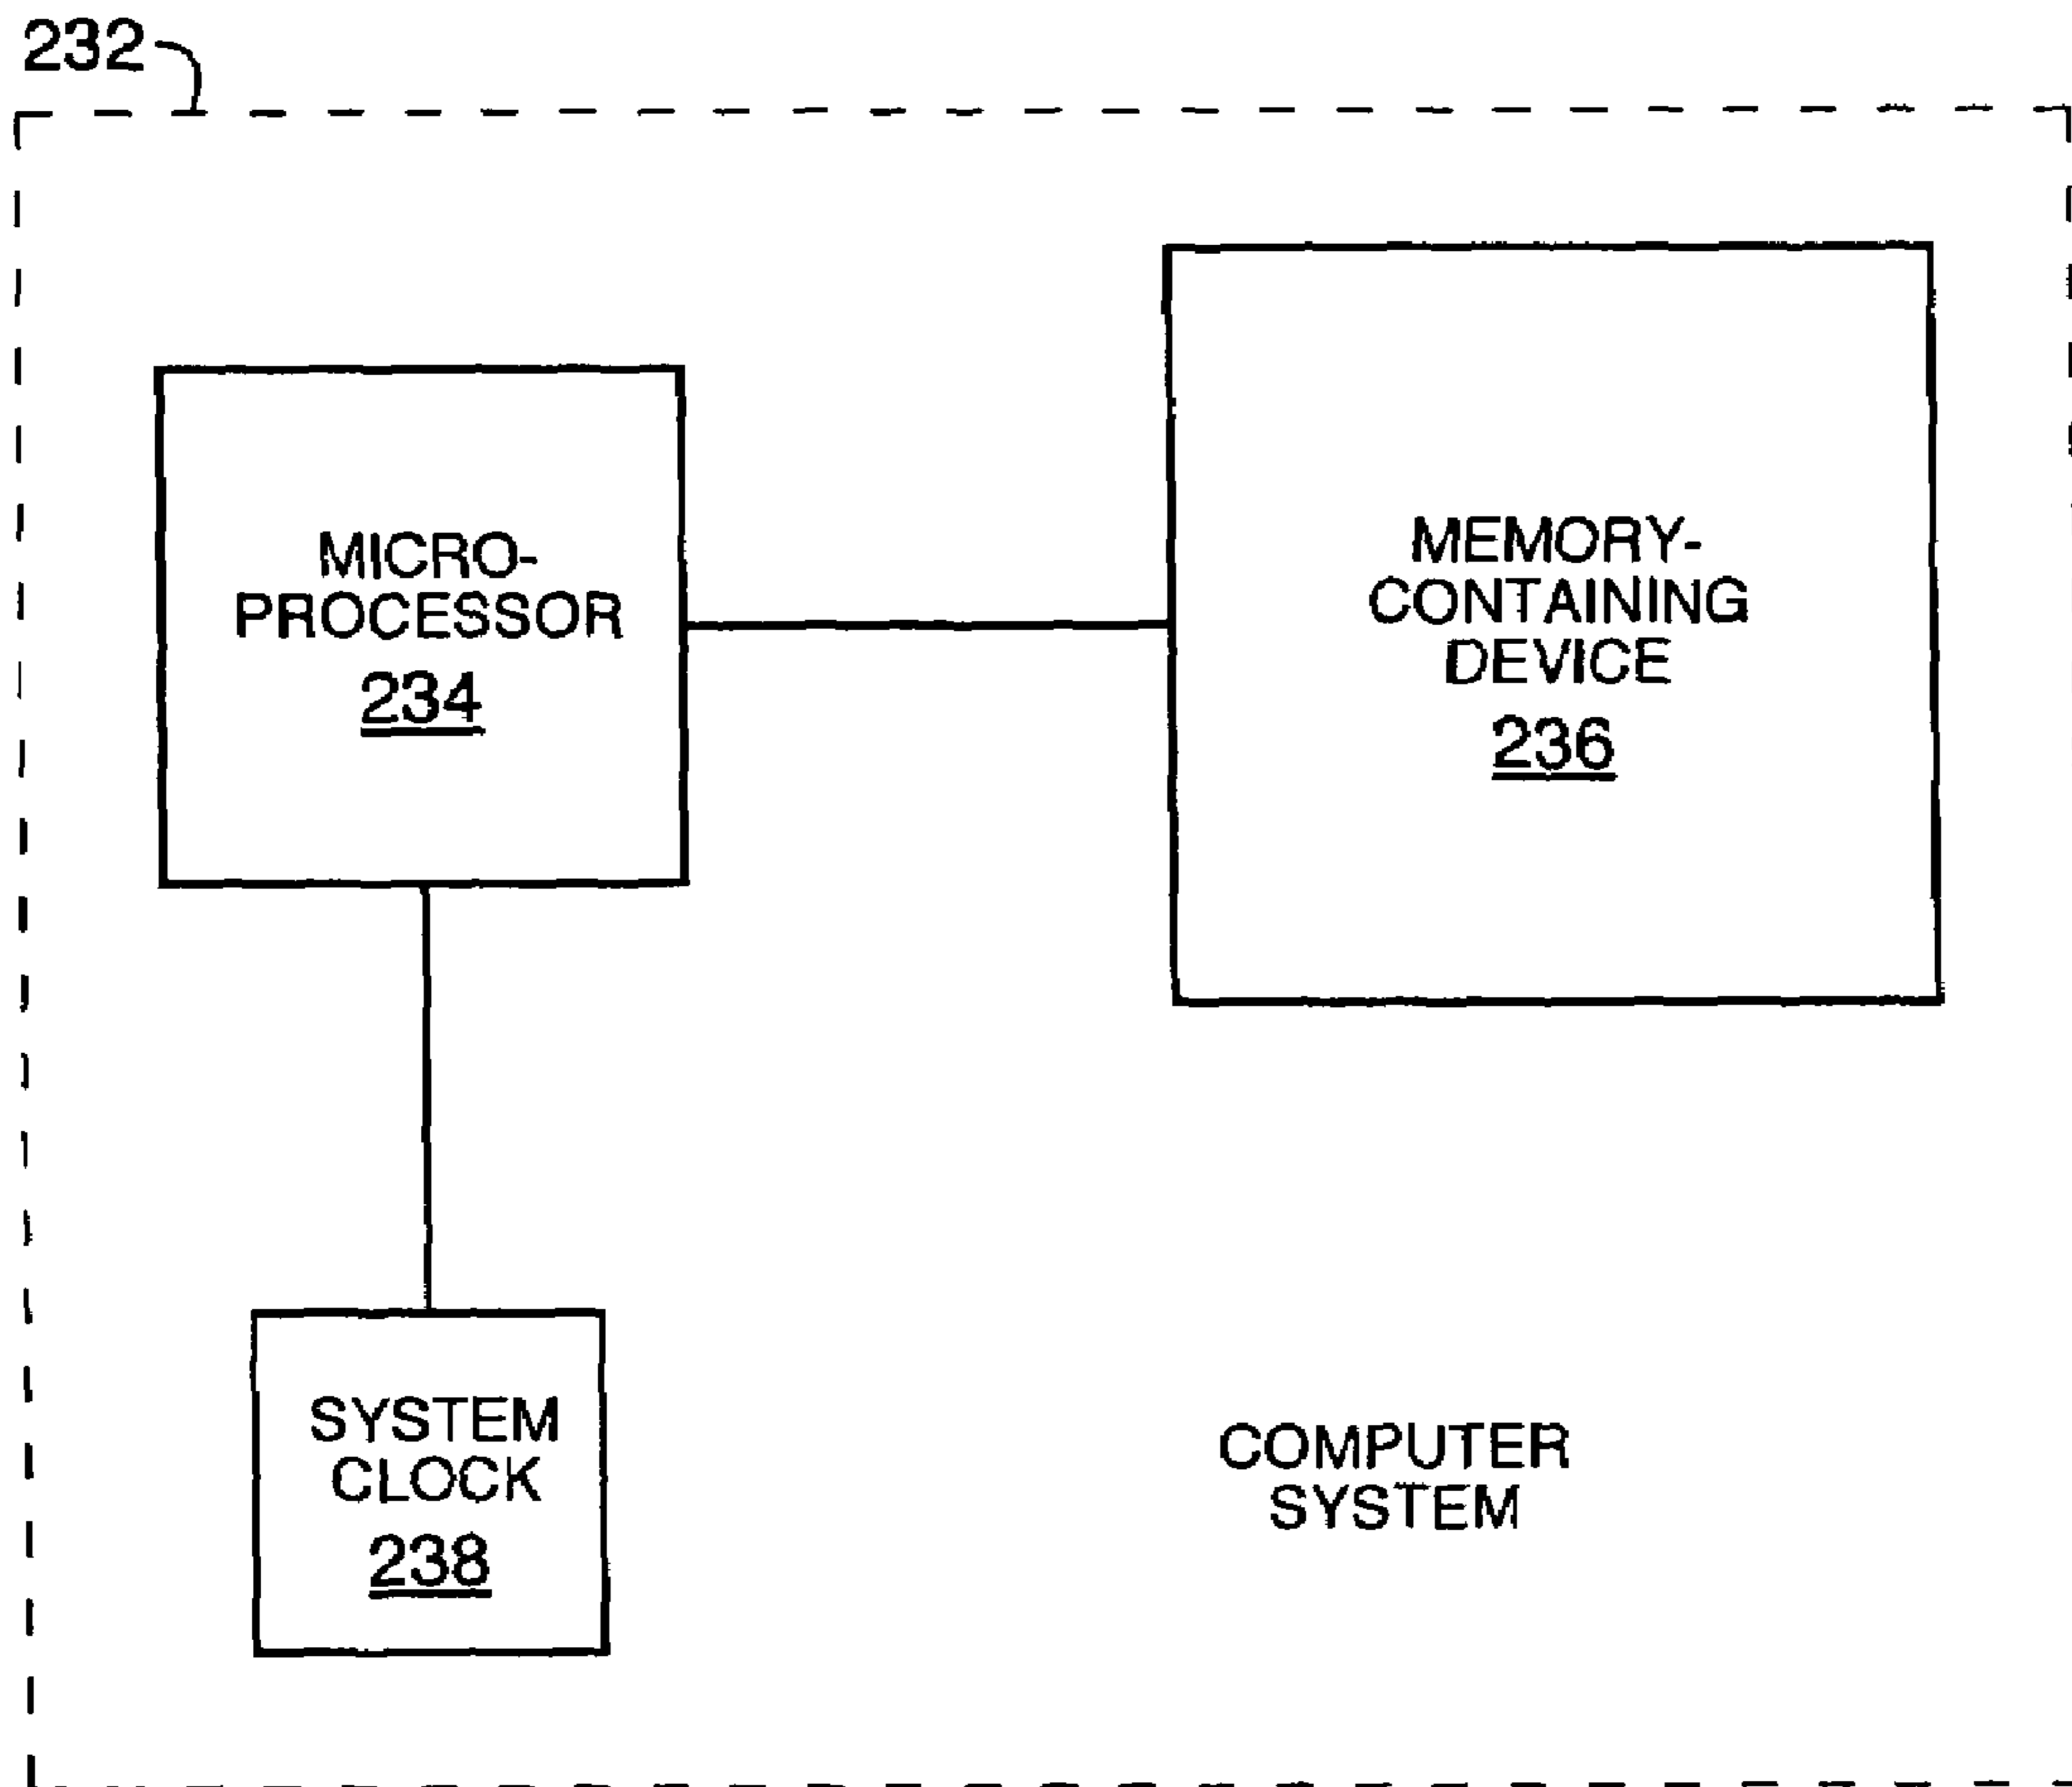 232
MICRO-
PROCESSOR
234
MEMORY-
CONTAINING
DEVICE
236
SYSTEM
CLOCK
238
COMPUTER
SYSTEM